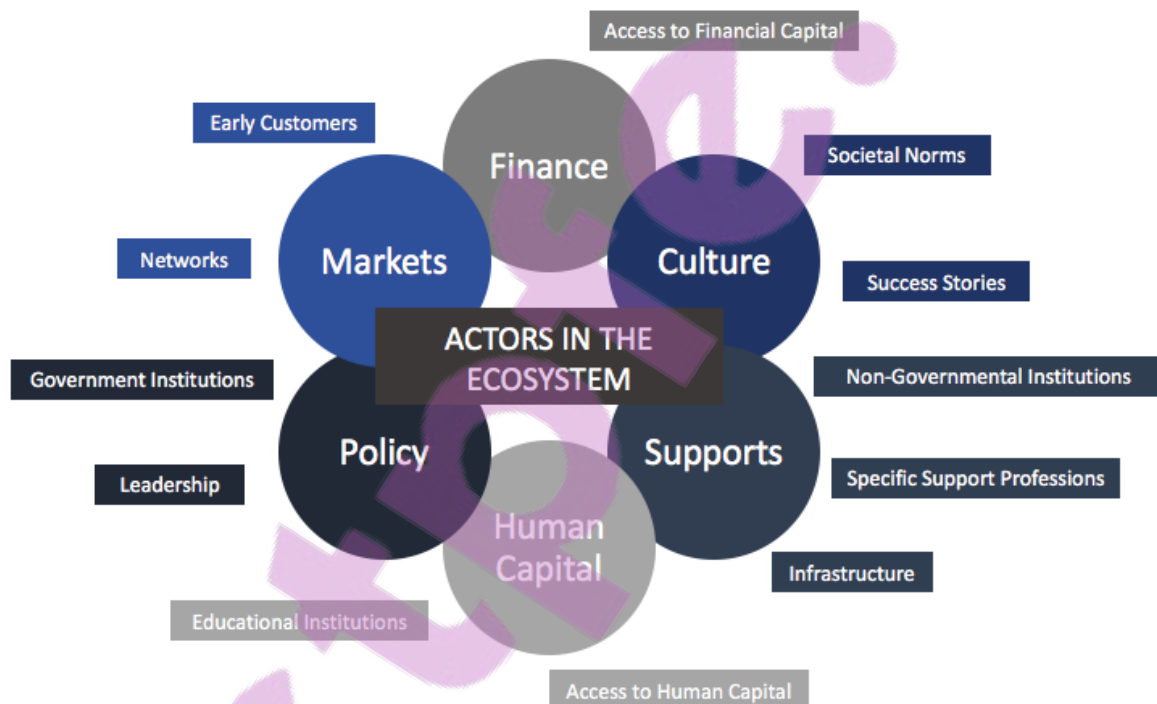 Access to Financial Capital
Early Customers
Finance
Societal Norms
Markets
Culture
Networks
Success Stories
ACTORS IN THE
ECOSYSTEM
Government Institutions
Non-Governmental Institutions
Policy
Supports
Leadership
Specific Support Professions
Human
Capital
Infrastructure
Educational Institutions
Access to Human Capital